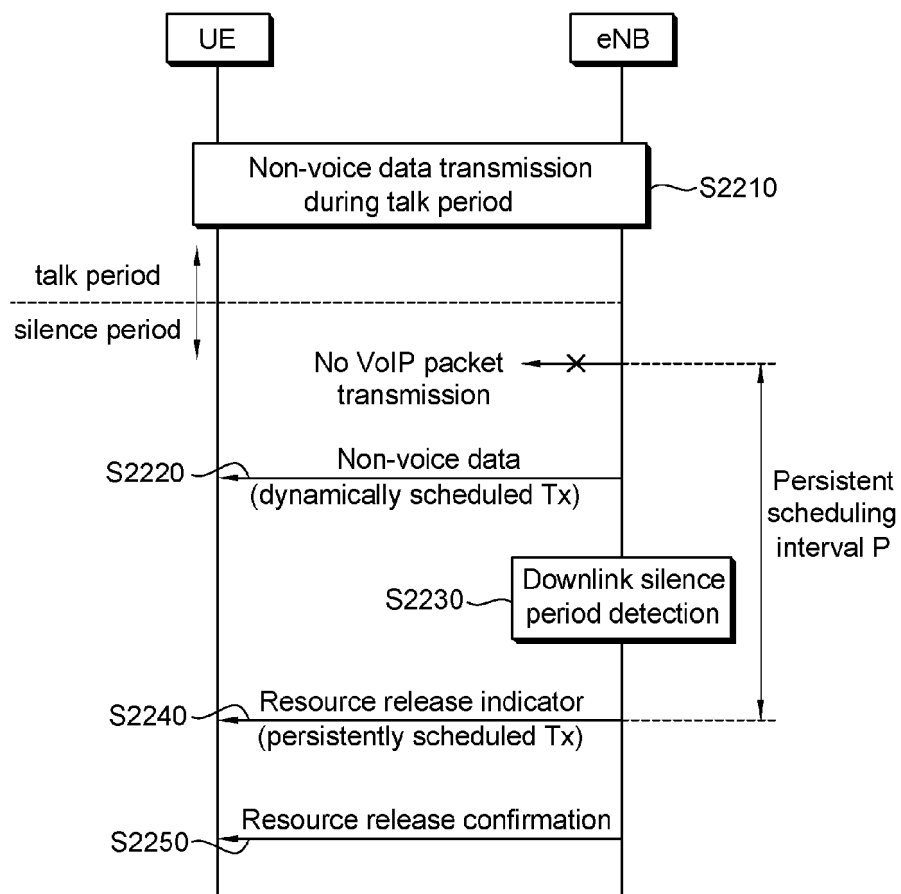 UE
eNB
Non-voice data transmission
during talk period
S2210
talk period
silence period
No VoIP packet
transmission
S2220
Non-voice data
(dynamically scheduled Tx)
Persistent
scheduling
interval P
S2230
Downlink silence
period detection
S2240
Resource release indicator
(persistently scheduled Tx)
Resource release confirmation
S2250